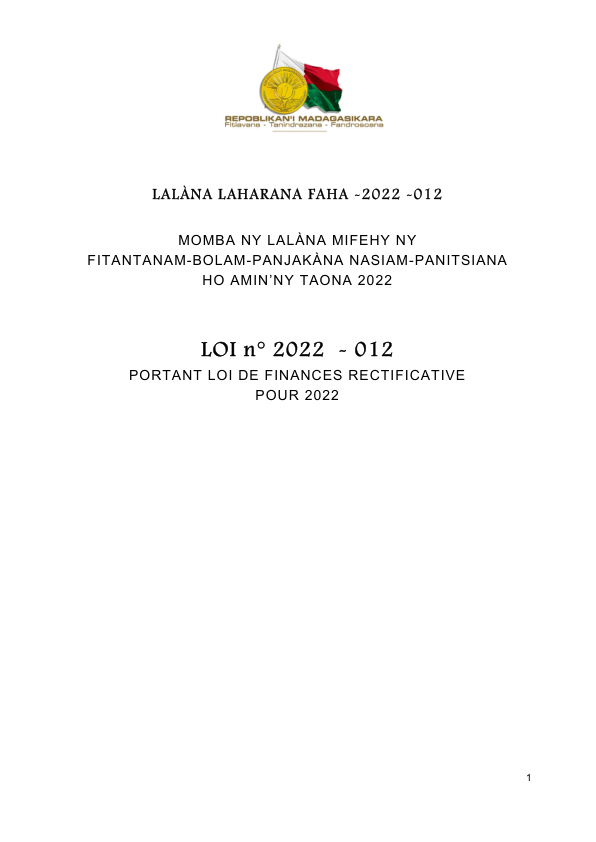 REPOBLIKAN'I MADAGASIKARA
Fitiavana - Tanindrazana - Fandrosoana
LALÀNA LAHARANA FAHA -2022 -012
MOMBA NY LALÀNA MIFEHY NY
FITANTANAM-BOLAM-PANJAKÀNA NASIAM-PANITSIANA
HO AMIN'NY TAONA 2022
LOI n° 2022 - 012
PORTANT LOI DE FINANCES RECTIFICATIVE
POUR 2022
1